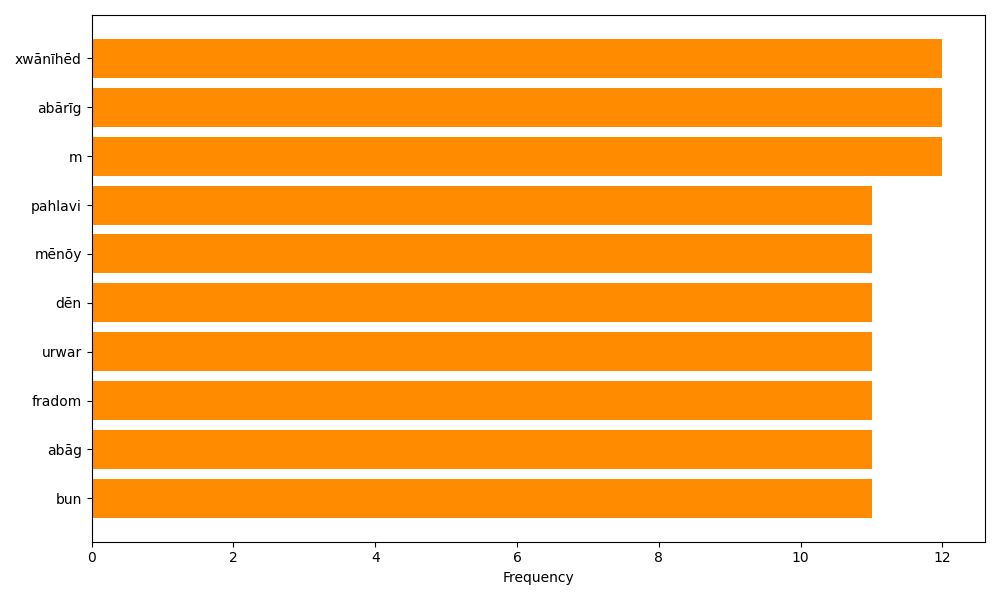 xwānīhēd
abārīg
m
pahlavi
mēnōy
dēn
urwar
fradom
abāg
bun
0 2 4 6 8 10 12
Frequency